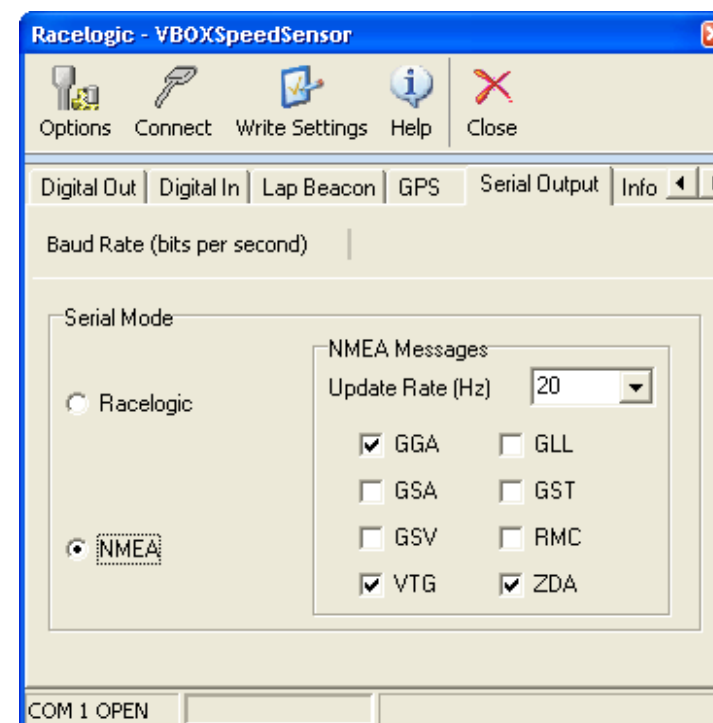 Racelogic - VBOXSpeedSensor
Options Connect Write Settings Help Close
Digital Out Digital In Lap Beacon GPS Serial Output Info
Baud Rate (bits per second)
Serial Mode
NMEA Messages
Update Rate (Hz) 20
Racelogic
GGA GLL
GSA GST
GSV RMC
NMEA
VTG ZDA
COM 1 OPEN